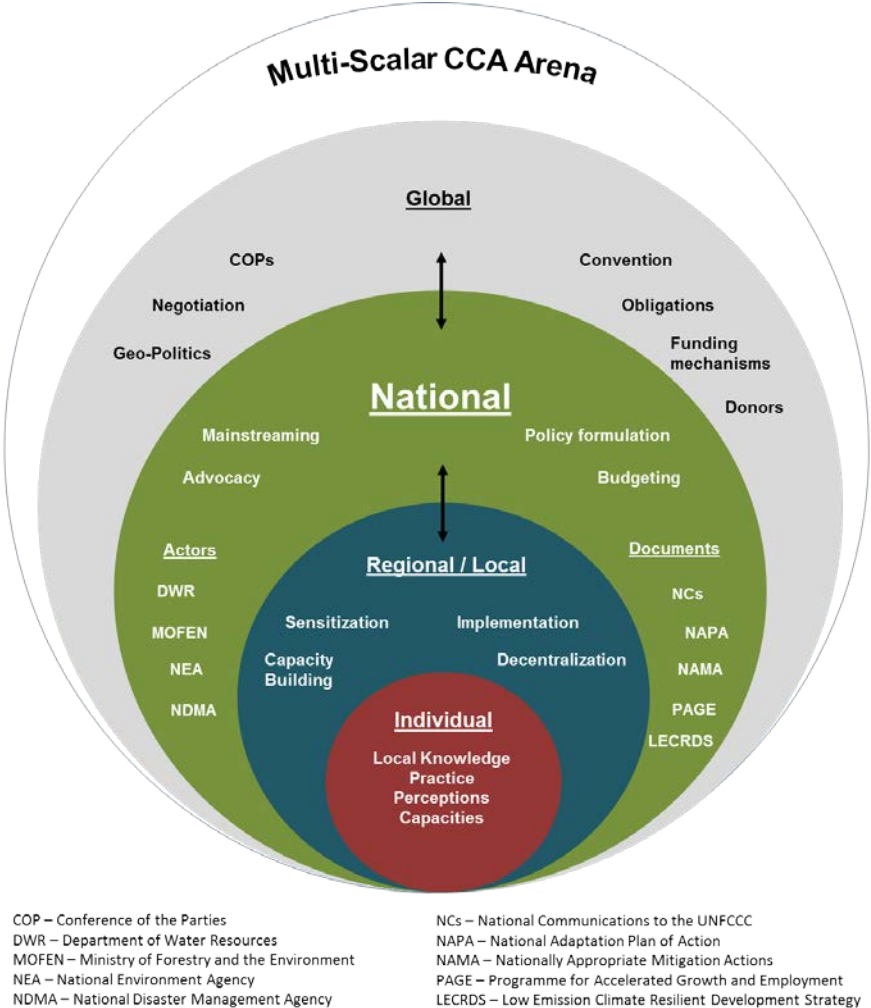 Multi-Scalar CCA Arena
Global
COPs
Convention
Negotiation
Obligations
Geo-Politics
Funding
mechanisms
Donors
National
Mainstreaming
Policy formulation
Advocacy
Budgeting
Actors
DWR
MOFEN
NEA
NDMA
Documents
NCs
NAPA
NAMA
PAGE
LECRDS
Regional / Local
Sensitization
Implementation
Capacity
Building
Decentralization
Individual
Local Knowledge
Practice
Perceptions
Capacities
COP – Conference of the Parties
DWR – Department of Water Resources
MOFEN – Ministry of Forestry and the Environment
NEA – National Environment Agency
NDMA – National Disaster Management Agency
NCs – National Communications to the UNFCCC
NAPA – National Adaptation Plan of Action
NAMA – Nationally Appropriate Mitigation Actions
PAGE – Programme for Accelerated Growth and Employment
LECRDS – Low Emission Climate Resilient Development Strategy